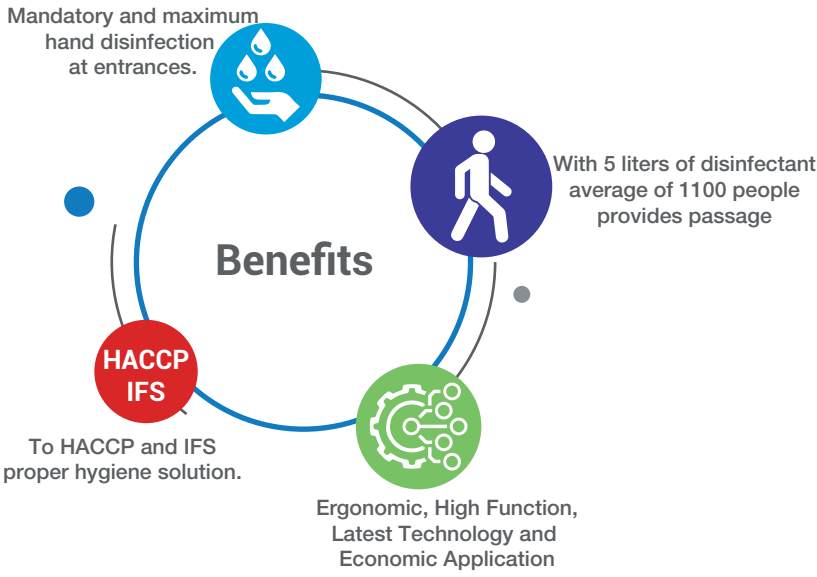 Mandatory and maximum
hand disinfection
at entrances.
With 5 liters of disinfectant
average of 1100 people
provides passage
Benefits
HACCP
IFS
To HACCP and IFS
proper hygiene solution.
Ergonomic, High Function,
Latest Technology and
Economic Application